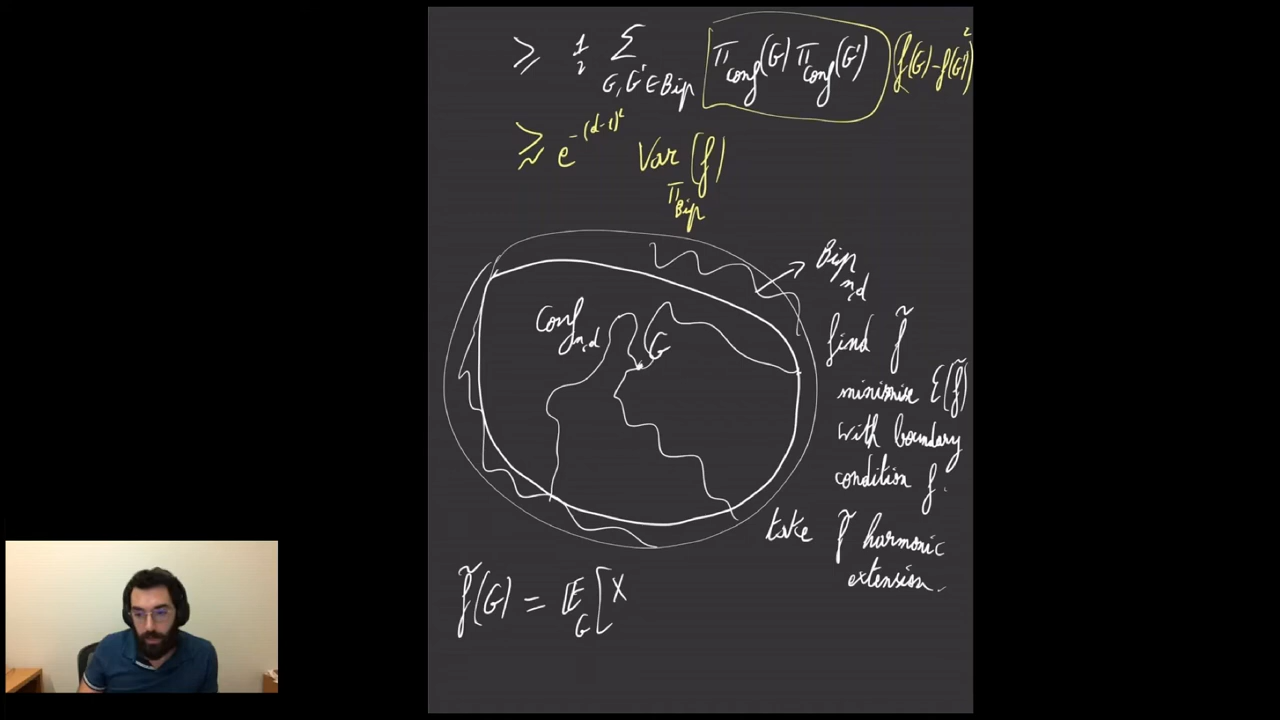 ≥ 1/2 Σ_{G,G'∈Bip} π_conf(G) π_conf(G') (f(G) - f(G'))²
≳ e^{-(d-1)²} Var_{π_Bip}(f)
Bip_{n,d}
Conf_{n,d}
G
find f̃
minimise ℰ(f̃)
with boundary
condition f.
take f̃ harmonic
extension.
f̃(G) = 𝔼_G [X